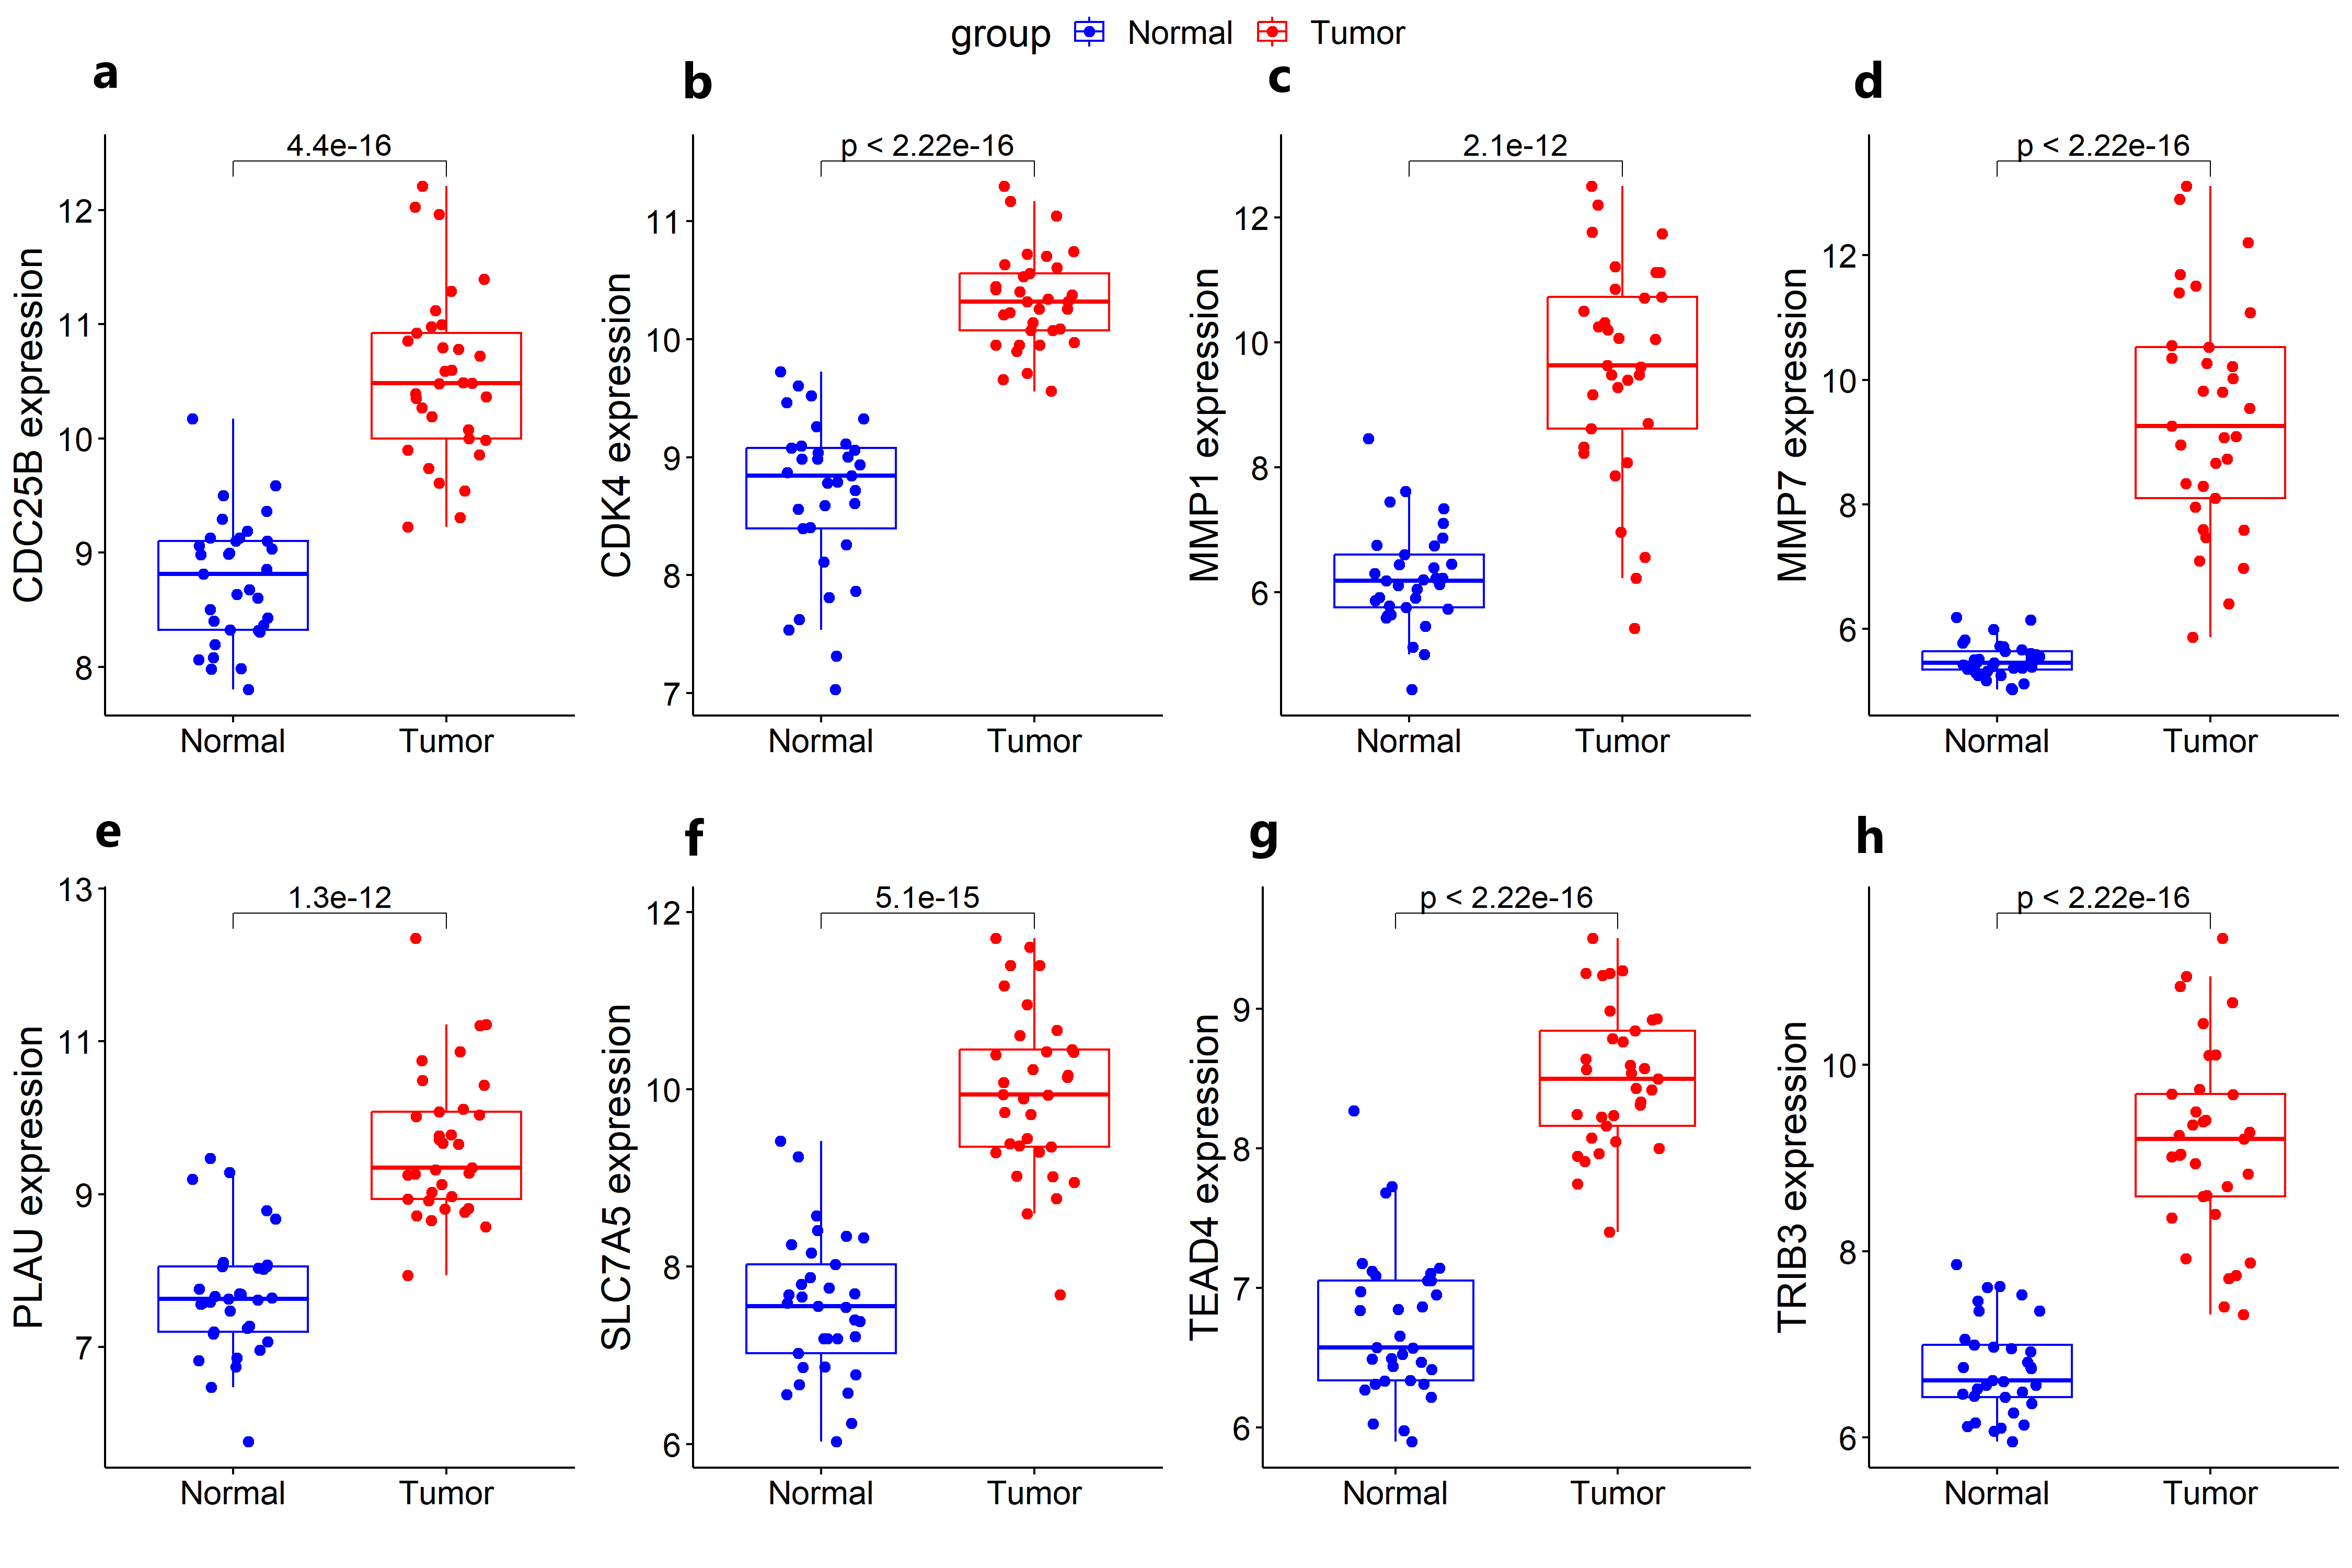 group Normal Tumor
a
4.4e-16
CDC25B expression
12
11
10
9
8
Normal Tumor
b
p < 2.22e-16
CDK4 expression
11
10
9
8
7
Normal Tumor
c
2.1e-12
MMP1 expression
12
10
8
6
Normal Tumor
d
p < 2.22e-16
MMP7 expression
12
10
8
6
Normal Tumor
e
1.3e-12
PLAU expression
13
11
9
7
Normal Tumor
f
5.1e-15
SLC7A5 expression
12
10
8
6
Normal Tumor
g
p < 2.22e-16
TEAD4 expression
9
8
7
6
Normal Tumor
h
p < 2.22e-16
TRIB3 expression
10
8
6
Normal Tumor